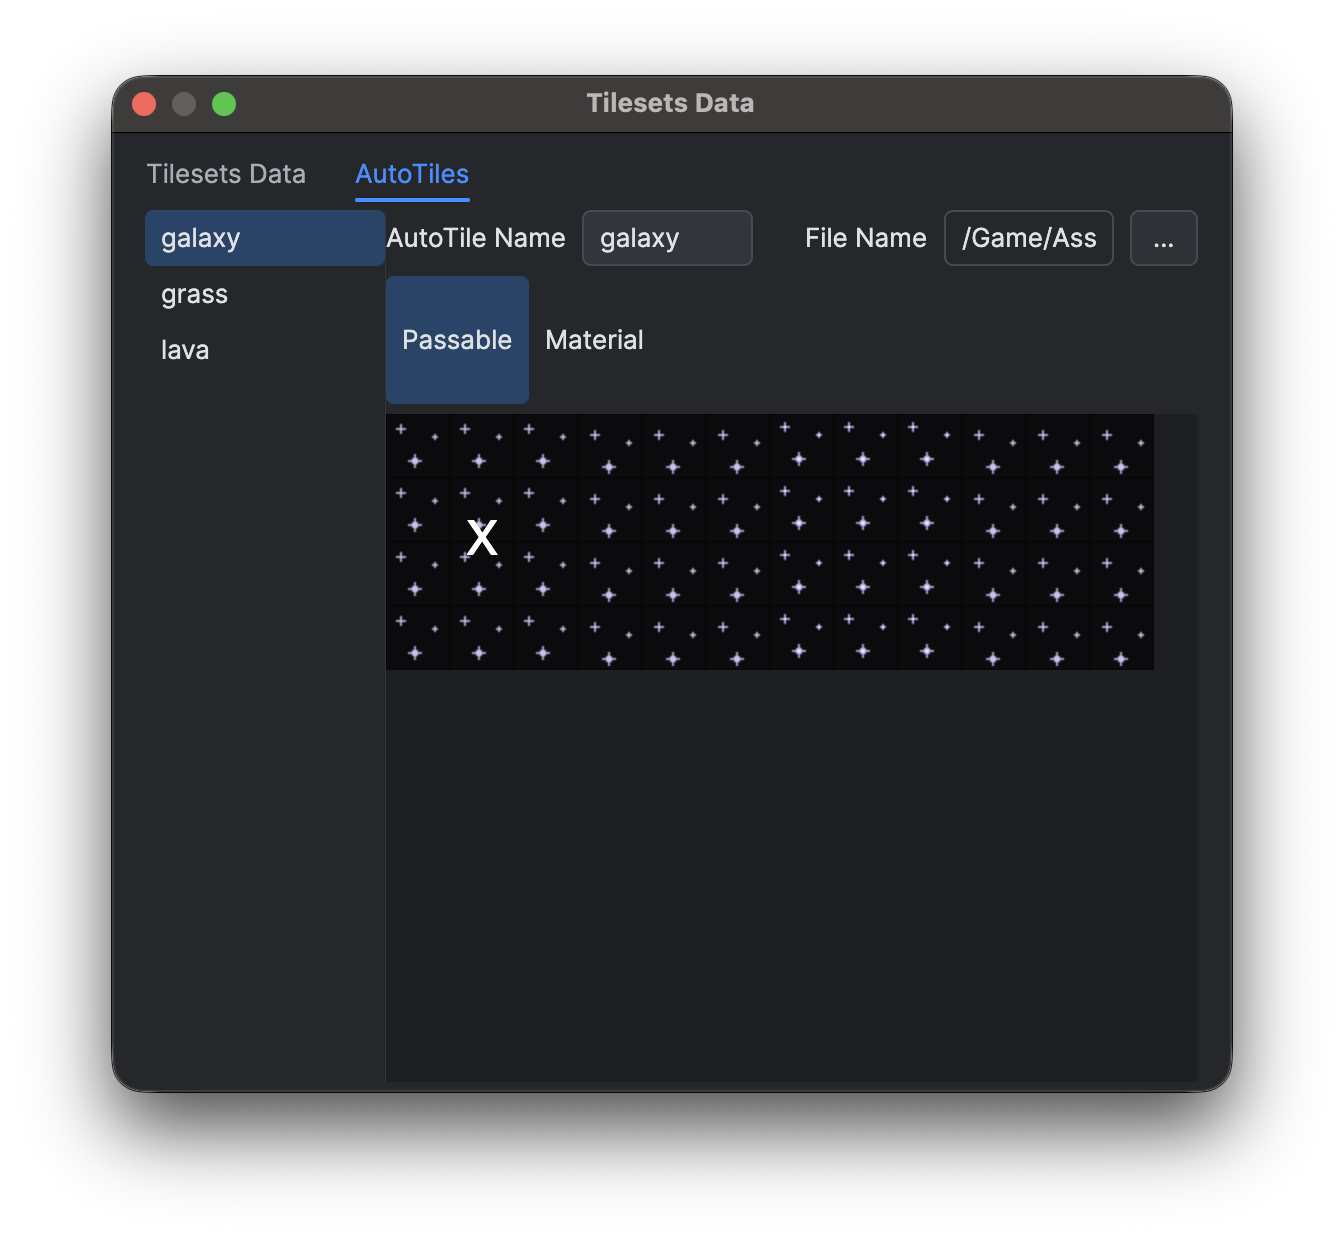 Tilesets Data
Tilesets Data AutoTiles
galaxy AutoTile Name galaxy File Name /Game/Ass ...
grass
lava
Passable Material
X